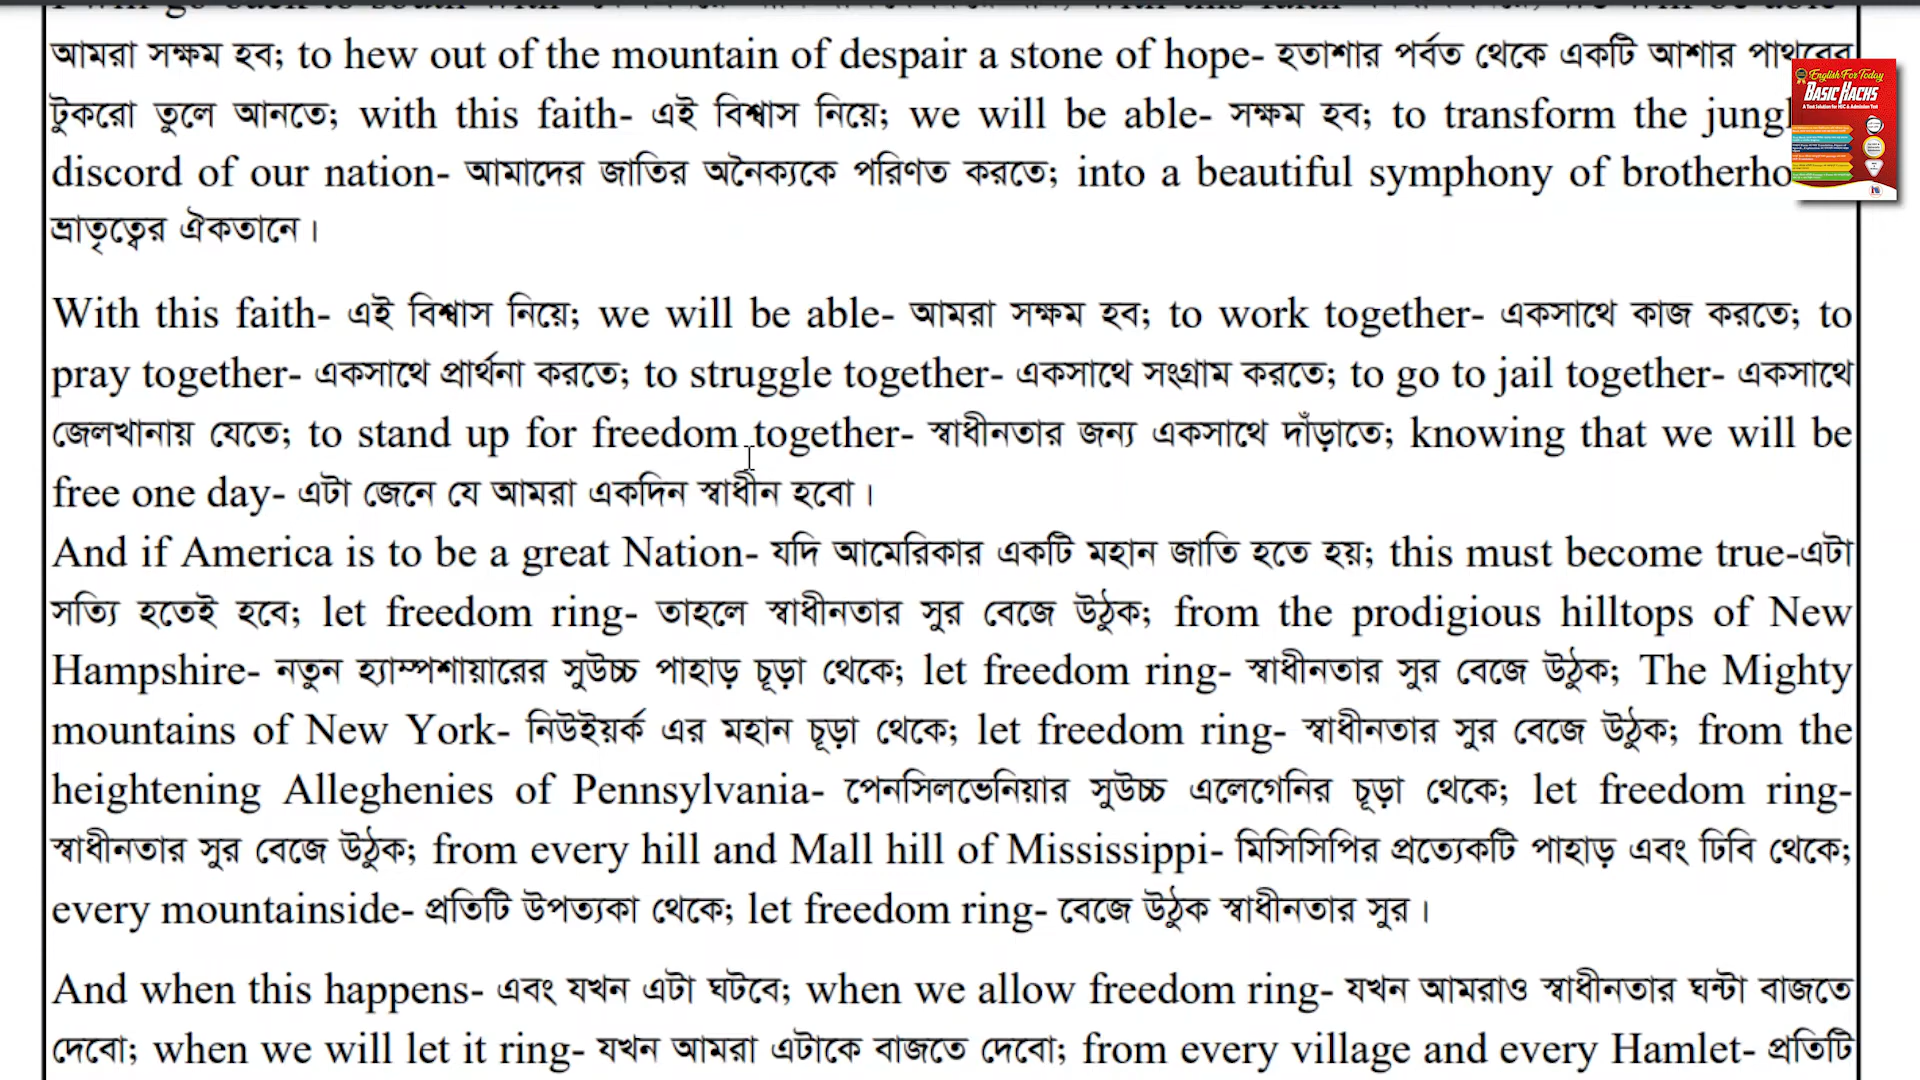 আমরা সক্ষম হব; to hew out of the mountain of despair a stone of hope- হতাশার পর্বত থেকে একটি আশার পাথরের
টুকরো তুলে আনতে; with this faith- এই বিশ্বাস নিয়ে; we will be able- সক্ষম হব; to transform the
discord of our nation- আমাদের জাতির অনৈক্যকে পরিণত করতে; into a beautiful symphony of
ভ্রাতৃত্বের ঐকতানে।
With this faith- এই বিশ্বাস নিয়ে; we will be able- আমরা সক্ষম হব; to work together- একসাথে কাজ করতে; to
pray together- একসাথে প্রার্থনা করতে; to struggle together- একসাথে সংগ্রাম করতে; to go to jail together- একসাথে
জেলখানায় যেতে; to stand up for freedom together- স্বাধীনতার জন্য একসাথে দাঁড়াতে; knowing that we will be
free one day- এটা জেনে যে আমরা একদিন স্বাধীন হবো।
And if America is to be a great Nation- যদি আমেরিকার একটি মহান জাতি হতে হয়; this must become true-এটা
সত্যি হতেই হবে; let freedom ring- তাহলে স্বাধীনতার সুর বেজে উঠুক; from the prodigious hilltops of New
Hampshire- নতুন হ্যাম্পশায়ারের সুউচ্চ পাহাড় চূড়া থেকে; let freedom ring- স্বাধীনতার সুর বেজে উঠুক; The Mighty
mountains of New York- নিউইয়র্ক এর মহান চূড়া থেকে; let freedom ring- স্বাধীনতার সুর বেজে উঠুক; from the
heightening Alleghenies of Pennsylvania- পেনসিলভেনিয়ার সুউচ্চ এলেগেনির চূড়া থেকে; let freedom ring-
স্বাধীনতার সুর বেজে উঠুক; from every hill and Mall hill of Mississippi- মিসিসিপির প্রত্যেকটি পাহাড় এবং ঢিবি থেকে;
every mountainside- প্রতিটি উপত্যকা থেকে; let freedom ring- বেজে উঠুক স্বাধীনতার সুর।
And when this happens- এবং যখন এটা ঘটবে; when we allow freedom ring- যখন আমরাও স্বাধীনতার ঘন্টা বাজতে
দেবো; when we will let it ring- যখন আমরা এটাকে বাজতে দেবো; from every village and every Hamlet- প্রতিটি
English For Today
BASIC HACKS